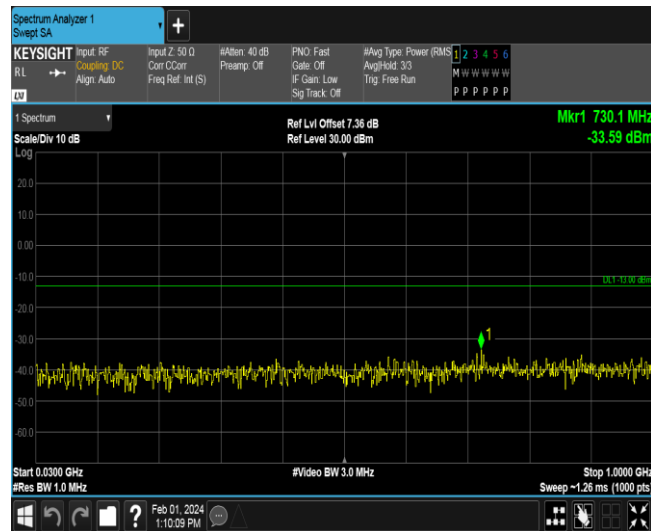 Spectrum Analyzer 1
Swept SA
+
KEYSIGHT
RL
LXI
Input: RF
Coupling: DC
Align: Auto
Input Z: 50 Ω
Corr CCorr
Freq Ref: Int (S)
#Atten: 40 dB
Preamp: Off
PNO: Fast
Gate: Off
IF Gain: Low
Sig Track: Off
#Avg Type: Power (RMS
Avg|Hold: 3/3
Trig: Free Run
1 2 3 4 5 6
M W W W W W
P P P P P P
1 Spectrum
Scale/Div 10 dB
Log
Ref Lvl Offset 7.36 dB
Ref Level 30.00 dBm
Mkr1 730.1 MHz
-33.59 dBm
20.0
10.0
0.00
-10.0
DL1 -13.00 dBm
-20.0
-30.0
1
-40.0
-50.0
-60.0
Start 0.0300 GHz
#Res BW 1.0 MHz
#Video BW 3.0 MHz
Stop 1.0000 GHz
Sweep ~1.26 ms (1000 pts
?
Feb 01, 2024
1:10:09 PM